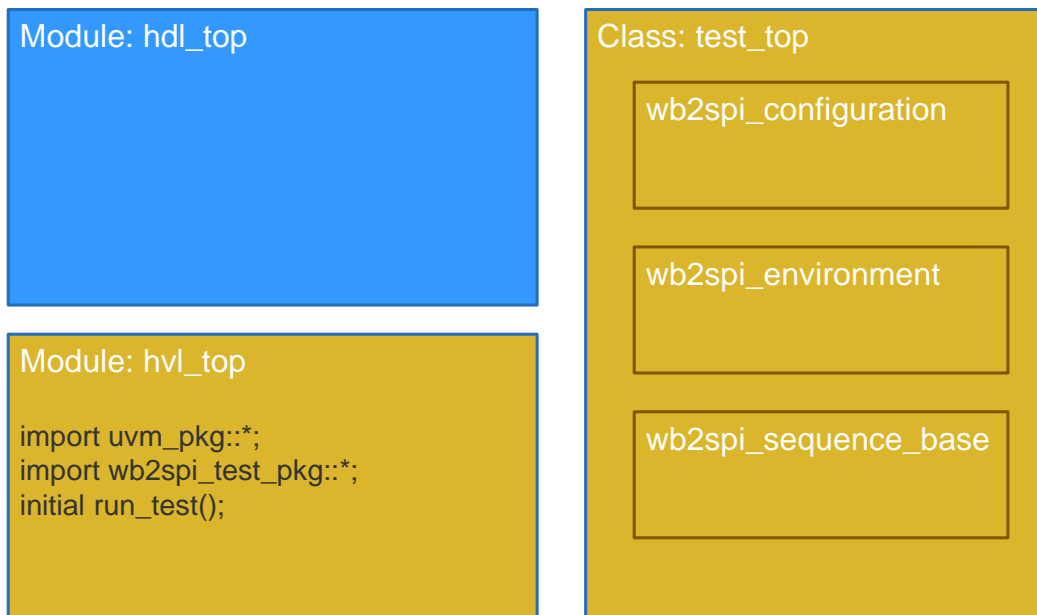 Module: hdl_top
Module: hvl_top
import uvm_pkg::*;
import wb2spi_test_pkg::*;
initial run_test();
Class: test_top
wb2spi_configuration
wb2spi_environment
wb2spi_sequence_base